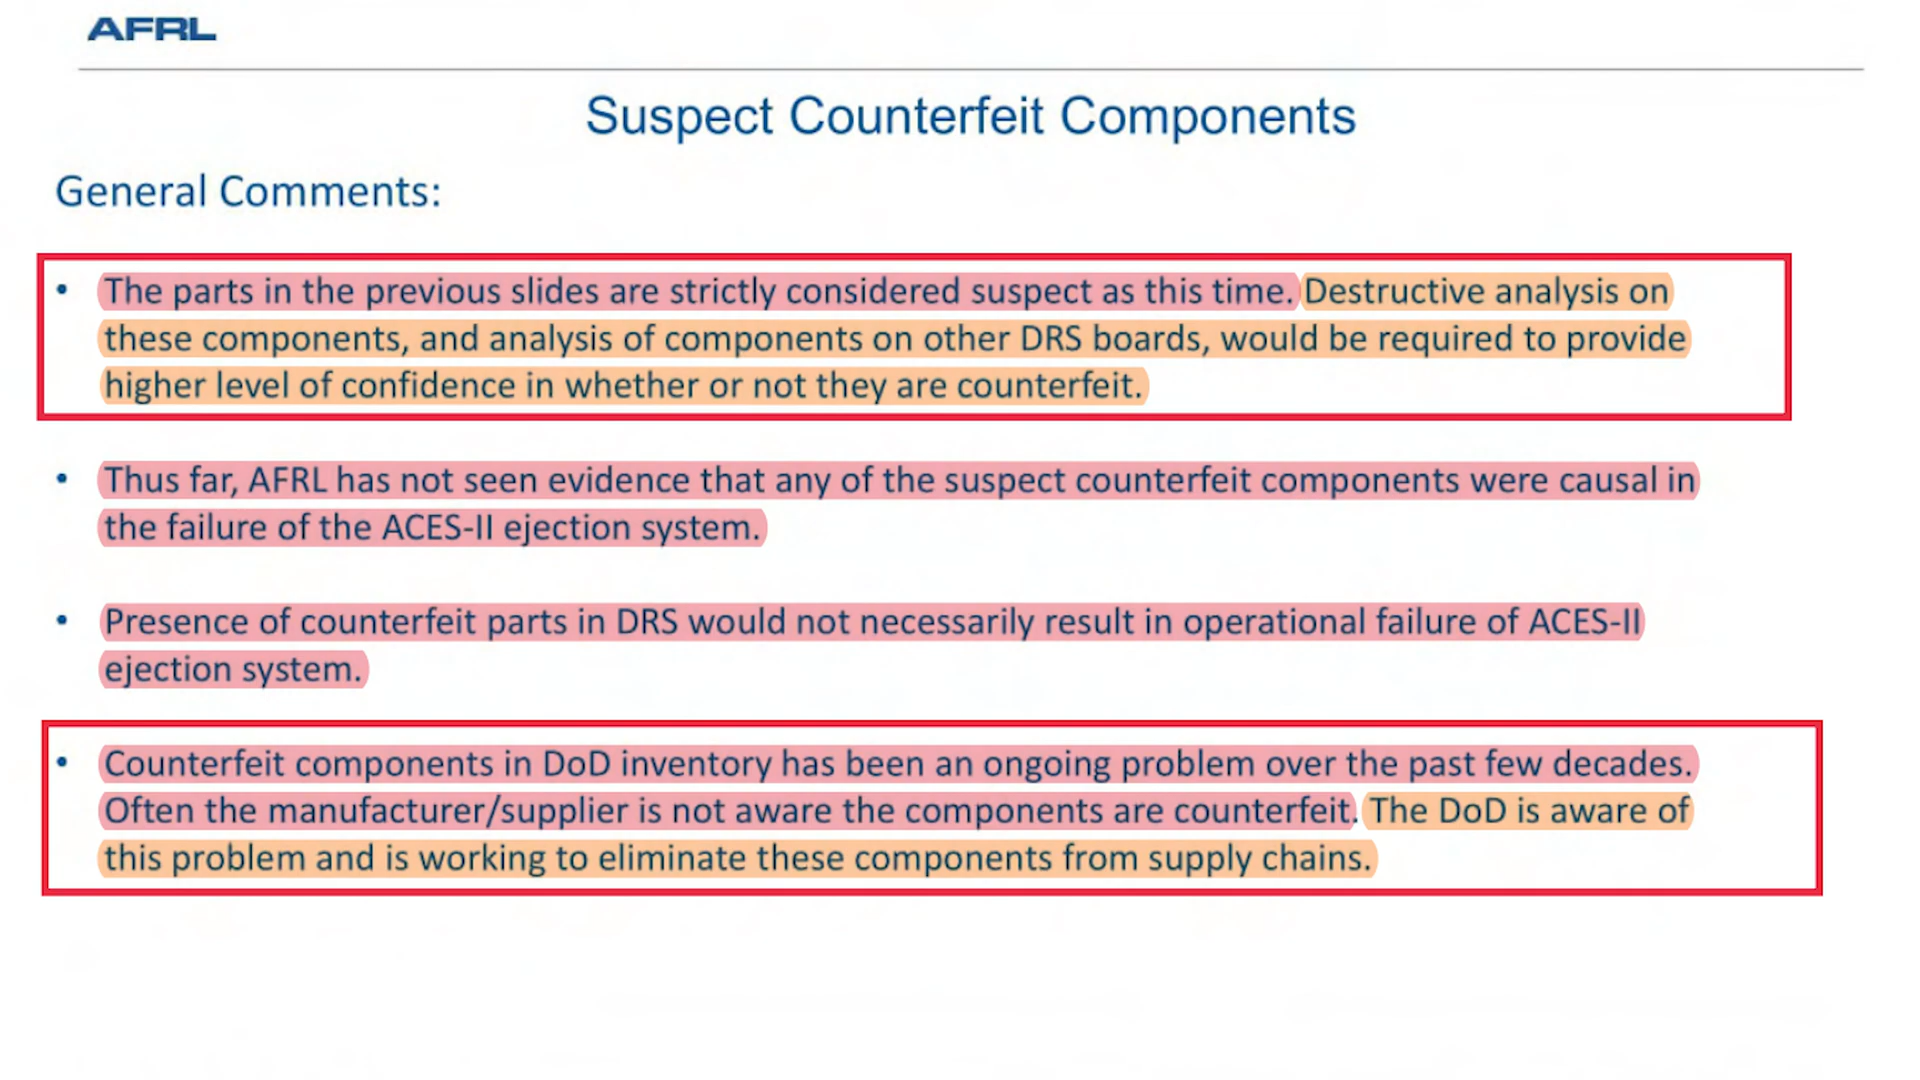 AFRL
Suspect Counterfeit Components
General Comments:
• The parts in the previous slides are strictly considered suspect as this time. Destructive analysis on
these components, and analysis of components on other DRS boards, would be required to provide
higher level of confidence in whether or not they are counterfeit.
• Thus far, AFRL has not seen evidence that any of the suspect counterfeit components were causal in
the failure of the ACES-II ejection system.
• Presence of counterfeit parts in DRS would not necessarily result in operational failure of ACES-II
ejection system.
• Counterfeit components in DoD inventory has been an ongoing problem over the past few decades.
Often the manufacturer/supplier is not aware the components are counterfeit. The DoD is aware of
this problem and is working to eliminate these components from supply chains.